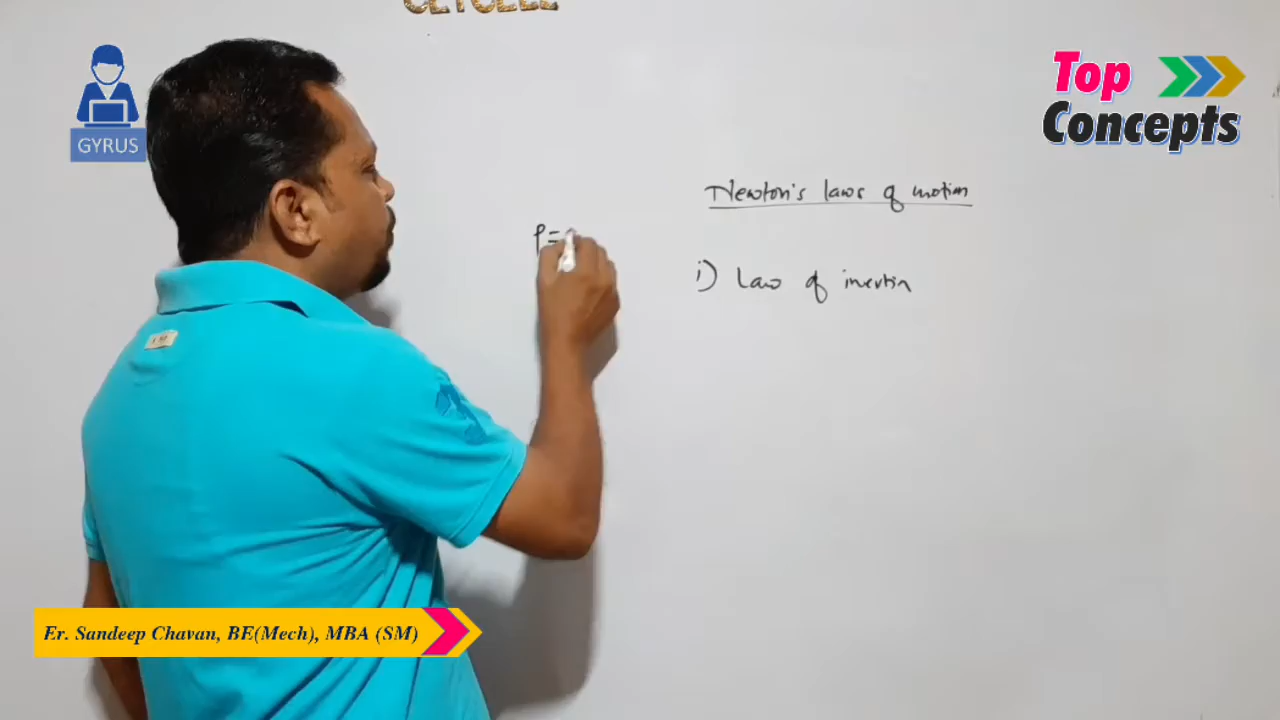 Top
Concepts
GYRUS
Newton's laws of motion
P =
i) Law of inertia
Er. Sandeep Chavan, BE(Mech), MBA (SM)